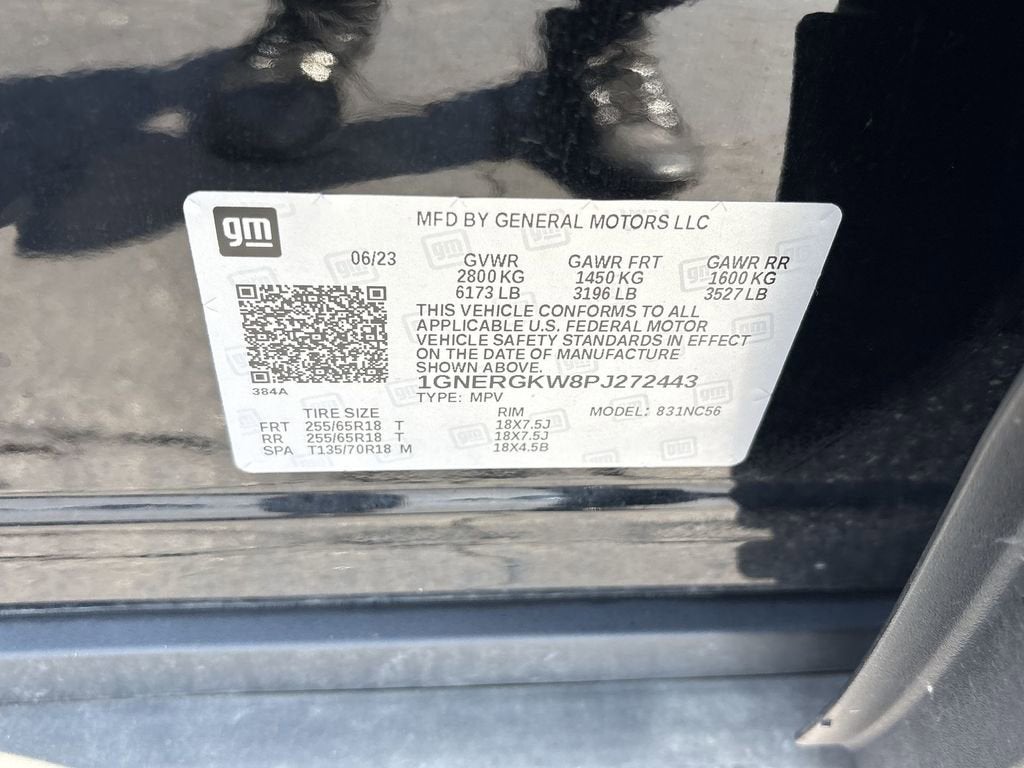 gm
MFD BY GENERAL MOTORS LLC
06/23 GVWR GAWR FRT GAWR RR
2800 KG 1450 KG 1600 KG
6173 LB 3196 LB 3527 LB
THIS VEHICLE CONFORMS TO ALL
APPLICABLE U.S. FEDERAL MOTOR
VEHICLE SAFETY STANDARDS IN EFFECT
ON THE DATE OF MANUFACTURE
SHOWN ABOVE.
1GNERGKW8PJ272443
384A
TYPE: MPV
TIRE SIZE RIM MODEL: 831NC56
FRT 255/65R18 T 18X7.5J
RR 255/65R18 T 18X7.5J
SPA T135/70R18 M 18X4.5B